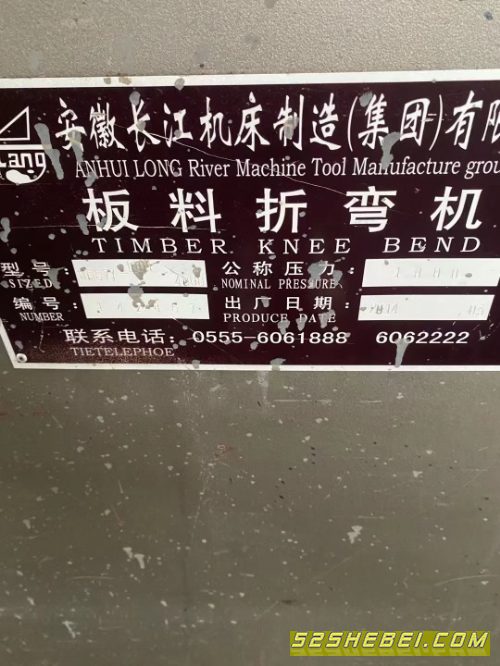 安徽长江机床制造(集团)有限
ang
ANHUI LONG River Machine Tool Manufacture grou
板料折弯机
TIMBER KNEE BEND
型号: 公称压力:
SIZED NOMINAL PRESSURE
编号: 出厂日期:
NUMBER PRODUCE DATE
联系电话: 0555-6061888 6062222
TIETELEPHOE
52SHEBEI.COM